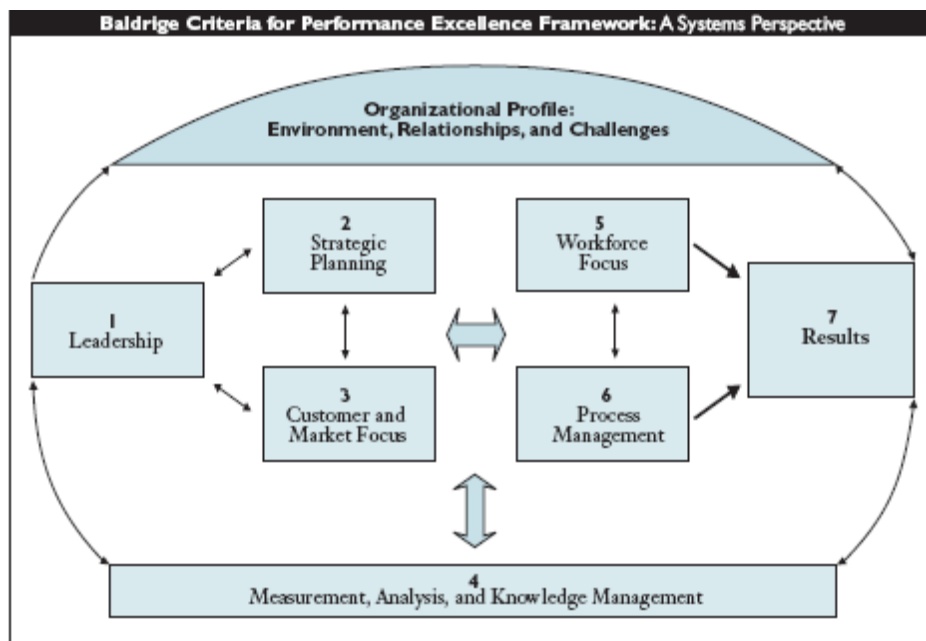 Baldrige Criteria for Performance Excellence Framework: A Systems Perspective
Organizational Profile:
Environment, Relationships, and Challenges
2
Strategic
Planning
5
Workforce
Focus
1
Leadership
7
Results
3
Customer and
Market Focus
6
Process
Management
4
Measurement, Analysis, and Knowledge Management